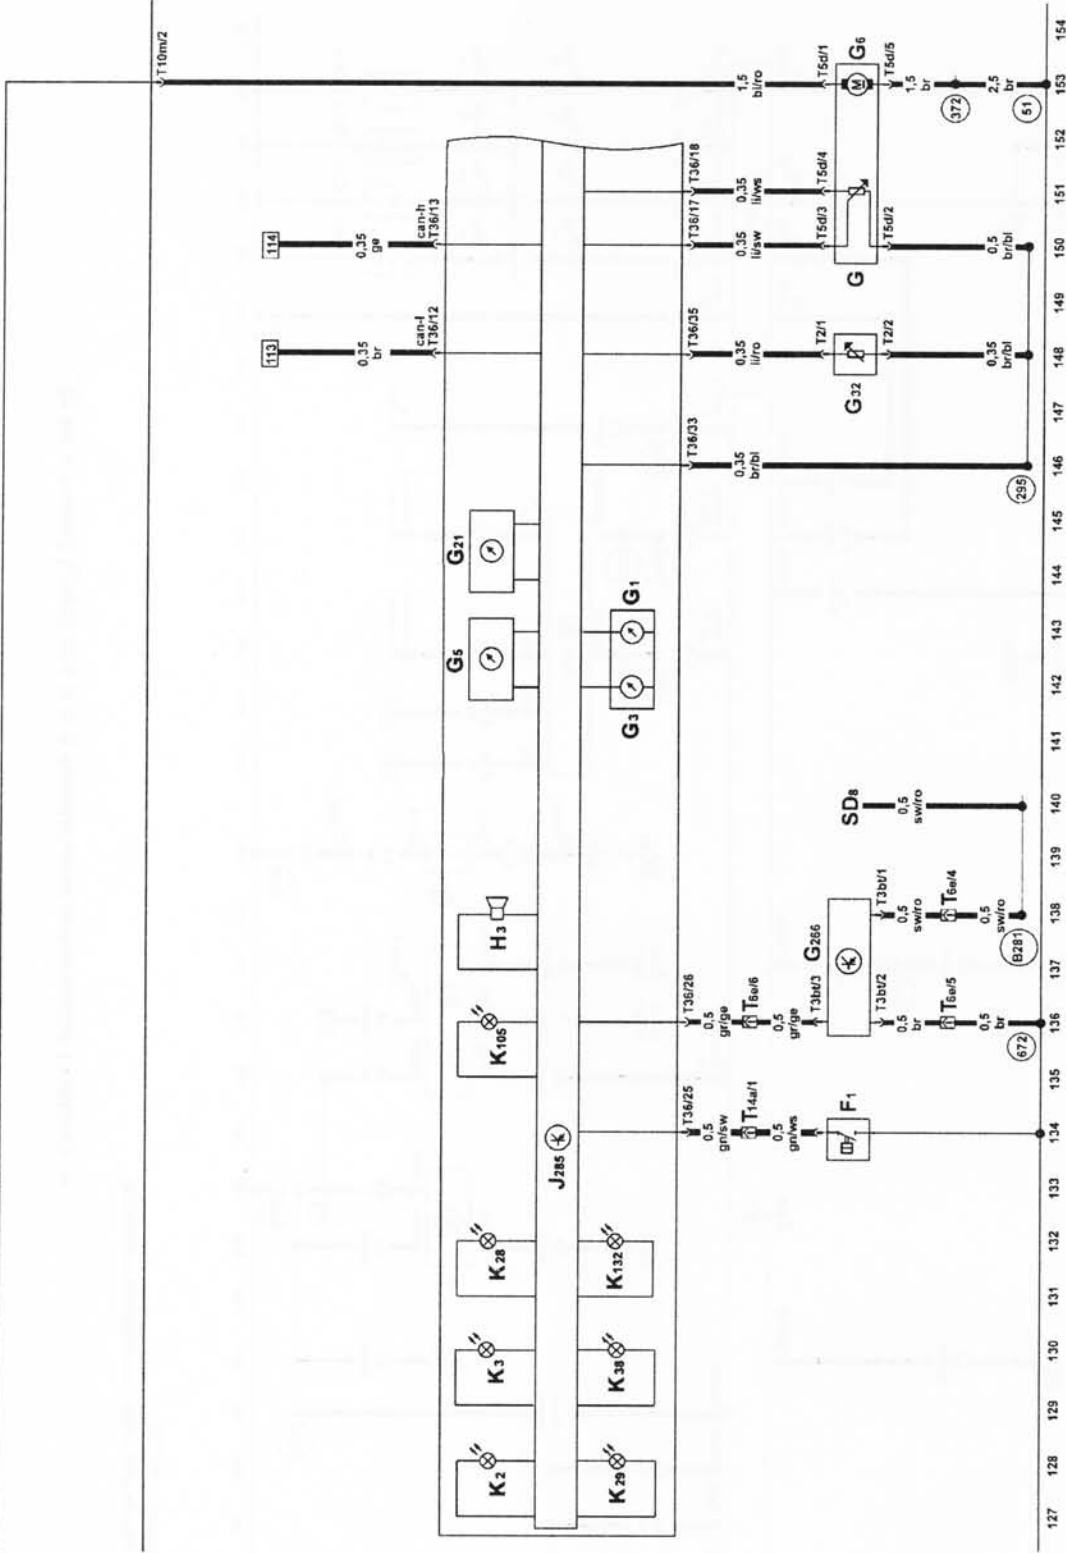 T10m/2
1,5
bl/ro
T5d/1
G6
M
T5d/5
1,5
br
372
2,5
br
51
114
0,35
ge
can-h
T36/13
T36/18
0,35
li/ws
T5d/4
T36/17
0,35
li/sw
T5d/3
G
T5d/2
0,5
br/bl
113
0,35
br
can-l
T36/12
T36/35
0,35
li/ro
T2/1
G32
T2/2
0,35
br/bl
T36/33
0,35
br/bl
295
G21
G5
G1
G3
SD8
0,5
sw/ro
H3
K105
T36/26
0,5
gr/ge
T6e/6
0,5
gr/ge
T3bt/3
G266
T3bt/1
0,5
sw/ro
T6e/4
0,5
sw/ro
B281
T3bt/2
0,5
br
T6e/5
0,5
br
672
J285
T36/25
0,5
gn/sw
T14a/1
0,5
gn/ws
F1
K28
K132
K3
K38
K2
K29
127 128 129 130 131 132 133 134 135 136 137 138 139 140 141 142 143 144 145 146 147 148 149 150 151 152 153 154